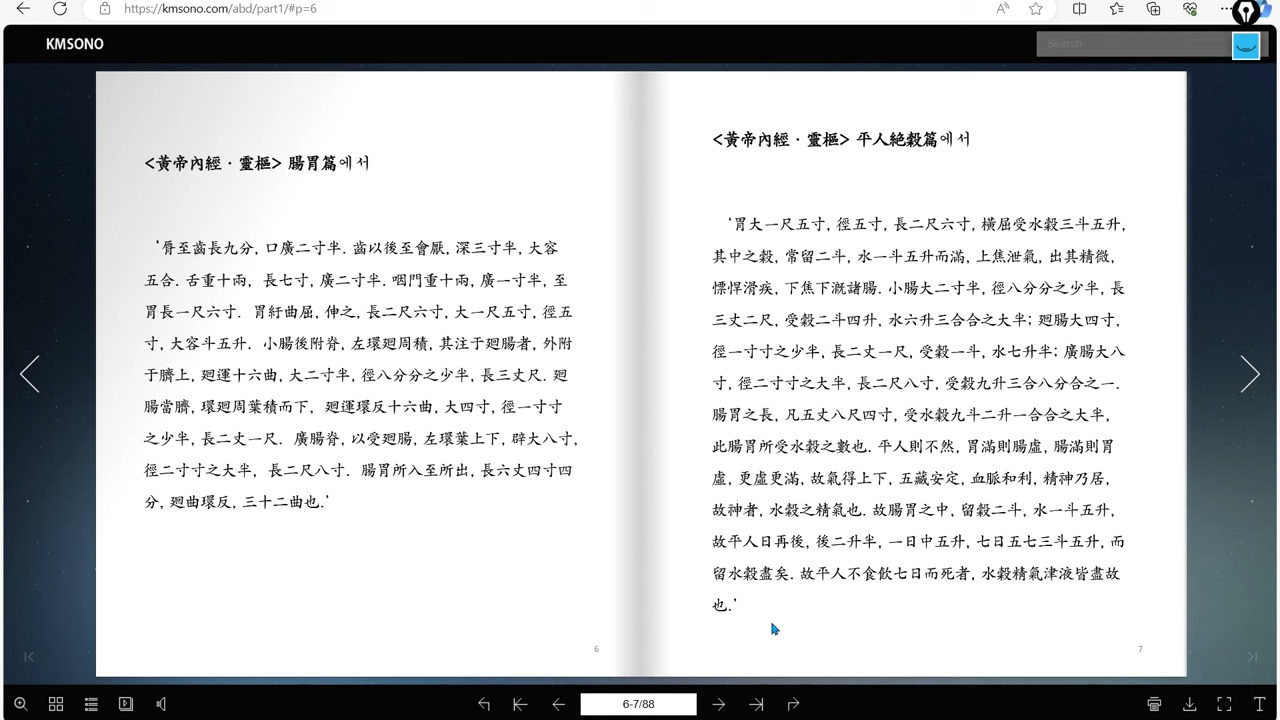 https://kmsono.com/abd/part1/#p=6
KMSONO
Search
<黃帝內經 · 靈樞> 腸胃篇에서
'脣至齒長九分, 口廣二寸半. 齒以後至會厭, 深三寸半, 大容
五合. 舌重十兩, 長七寸, 廣二寸半. 咽門重十兩, 廣一寸半, 至
胃長一尺六寸. 胃紆曲屈, 伸之, 長二尺六寸, 大一尺五寸, 徑五
寸, 大容斗五升. 小腸後附脊, 左環廻周積, 其注于廻腸者, 外附
于臍上, 廻運十六曲, 大二寸半, 徑八分分之少半, 長三丈尺. 廻
腸當臍, 環廻周葉積而下, 廻運環反十六曲, 大四寸, 徑一寸寸
之少半, 長二丈一尺. 廣腸脊, 以受廻腸, 左環葉上下, 辟大八寸,
徑二寸寸之大半, 長二尺八寸. 腸胃所入至所出, 長六丈四寸四
分, 廻曲環反, 三十二曲也.'
6
<黃帝內經 · 靈樞> 平人絶穀篇에서
'胃大一尺五寸, 徑五寸, 長二尺六寸, 橫屈受水穀三斗五升,
其中之穀, 常留二斗, 水一斗五升而滿, 上焦泄氣, 出其精微,
慓悍滑疾, 下焦下漑諸腸. 小腸大二寸半, 徑八分分之少半, 長
三丈二尺, 受穀二斗四升, 水六升三合合之大半; 廻腸大四寸,
徑一寸寸之少半, 長二丈一尺, 受穀一斗, 水七升半; 廣腸大八
寸, 徑二寸寸之大半, 長二尺八寸, 受穀九升三合八分合之一.
腸胃之長, 凡五丈八尺四寸, 受水穀九斗二升一合合之大半,
此腸胃所受水穀之數也. 平人則不然, 胃滿則腸虛, 腸滿則胃
虛, 更虛更滿, 故氣得上下, 五藏安定, 血脈和利, 精神乃居,
故神者, 水穀之精氣也. 故腸胃之中, 留穀二斗, 水一斗五升,
故平人日再後, 後二升半, 一日中五升, 七日五七三斗五升, 而
留水穀盡矣. 故平人不食飮七日而死者, 水穀精氣津液皆盡故
也.'
7
6-7/88